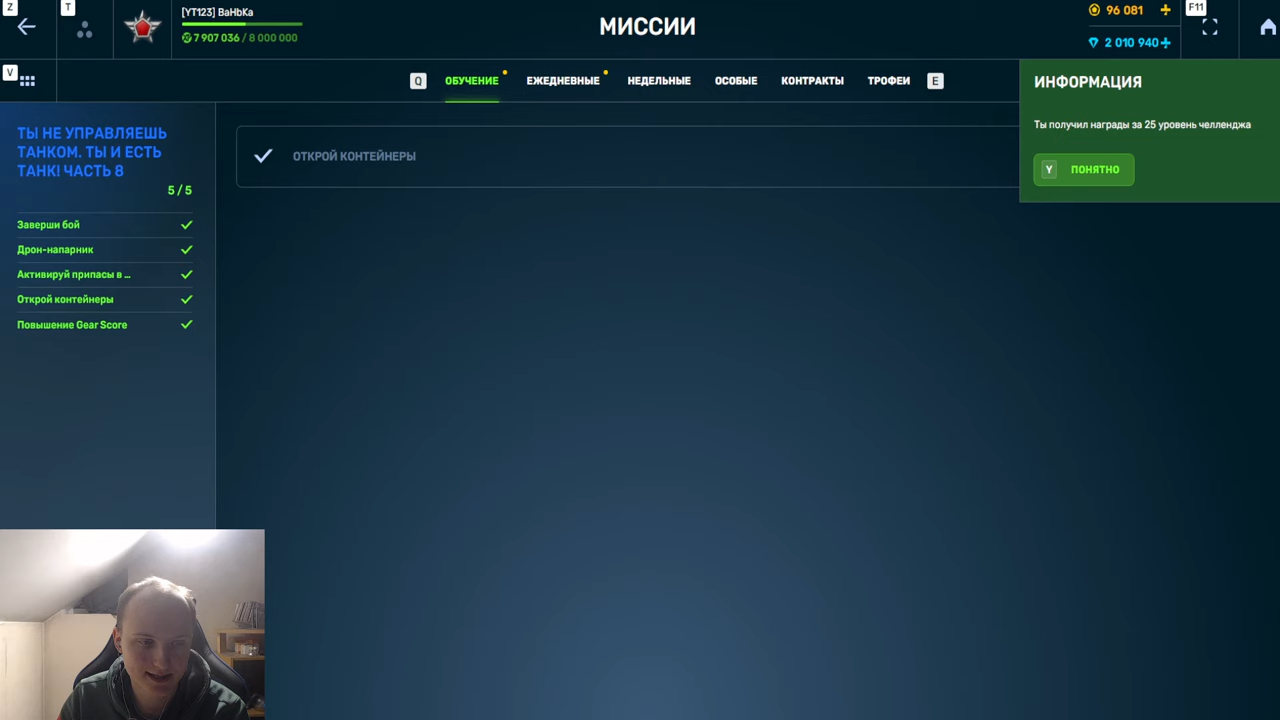 Z
T
[YT123] BaHbKa
7 907 036 / 8 000 000
МИССИИ
96 081 +
2 010 940 +
F11
V
Q
ОБУЧЕНИЕ
ЕЖЕДНЕВНЫЕ
НЕДЕЛЬНЫЕ
ОСОБЫЕ
КОНТРАКТЫ
ТРОФЕИ
E
ИНФОРМАЦИЯ
Ты получил награды за 25 уровень челленджа
Y ПОНЯТНО
ТЫ НЕ УПРАВЛЯЕШЬ
ТАНКОМ. ТЫ И ЕСТЬ
ТАНК! ЧАСТЬ 8
5 / 5
Заверши бой
Дрон-напарник
Активируй припасы в ...
Открой контейнеры
Повышение Gear Score
ОТКРОЙ КОНТЕЙНЕРЫ